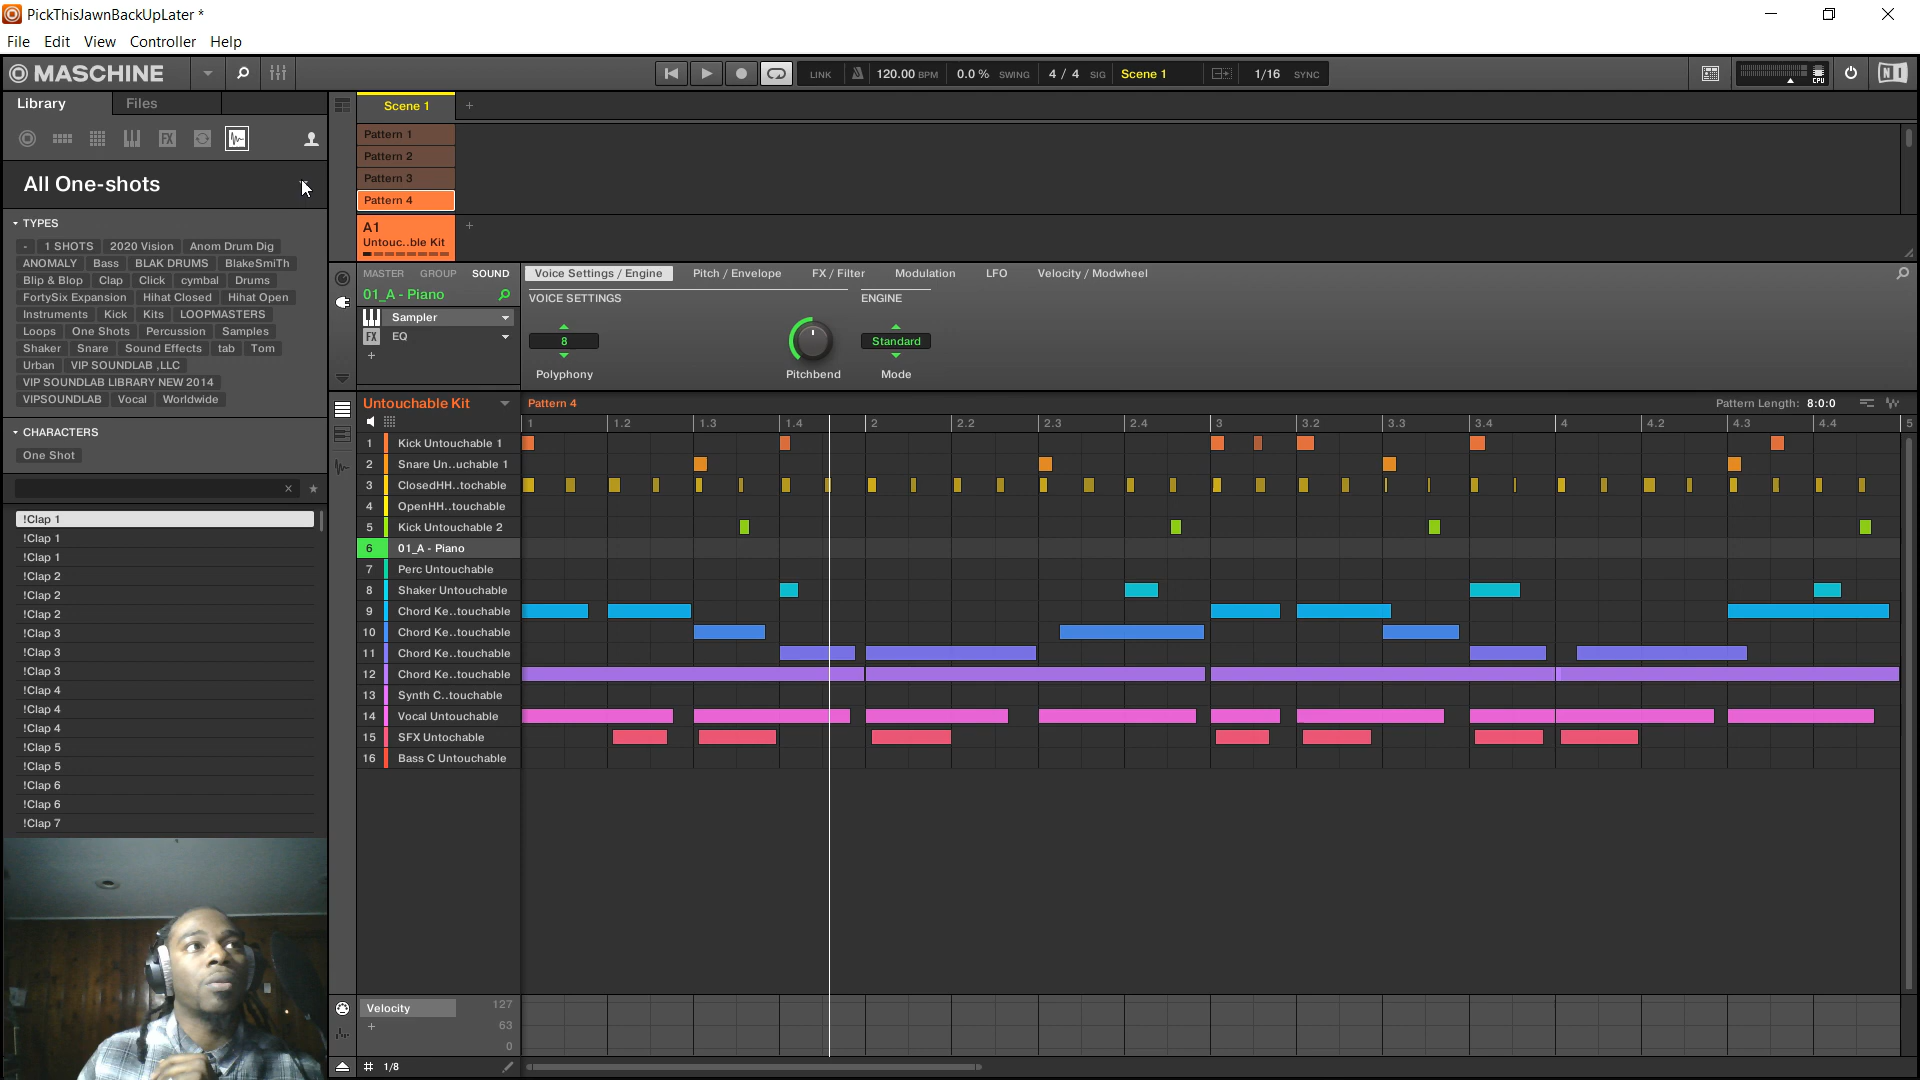 PickThisJawnBackUpLater *
File Edit View Controller Help
MASCHINE
LINK 120.00 BPM 0.0 % SWING 4 / 4 SIG Scene 1 1/16 SYNC CPU NI
Library Files
FX
All One-shots
TYPES
- 1 SHOTS 2020 Vision Anom Drum Dig
ANOMALY Bass BLAK DRUMS BlakeSmiTh
Blip & Blop Clap Click cymbal Drums
FortySix Expansion Hihat Closed Hihat Open
Instruments Kick Kits LOOPMASTERS
Loops One Shots Percussion Samples
Shaker Snare Sound Effects tab Tom
Urban VIP SOUNDLAB ,LLC
VIP SOUNDLAB LIBRARY NEW 2014
VIPSOUNDLAB Vocal Worldwide
CHARACTERS
One Shot
!Clap 1
!Clap 1
!Clap 1
!Clap 2
!Clap 2
!Clap 2
!Clap 3
!Clap 3
!Clap 3
!Clap 4
!Clap 4
!Clap 4
!Clap 5
!Clap 5
!Clap 6
!Clap 6
!Clap 7
Scene 1 +
Pattern 1
Pattern 2
Pattern 3
Pattern 4
A1 +
Untouc..ble Kit
MASTER GROUP SOUND
01_A - Piano
Sampler
FX EQ
+
Voice Settings / Engine Pitch / Envelope FX / Filter Modulation LFO Velocity / Modwheel
VOICE SETTINGS ENGINE
8 Standard
Polyphony Pitchbend Mode
Untouchable Kit Pattern 4 Pattern Length: 8:0:0
1 1.2 1.3 1.4 2 2.2 2.3 2.4 3 3.2 3.3 3.4 4 4.2 4.3 4.4 5
1 Kick Untouchable 1
2 Snare Un..uchable 1
3 ClosedHH..tochable
4 OpenHH..touchable
5 Kick Untouchable 2
6 01_A - Piano
7 Perc Untouchable
8 Shaker Untouchable
9 Chord Ke..touchable
10 Chord Ke..touchable
11 Chord Ke..touchable
12 Chord Ke..touchable
13 Synth C..touchable
14 Vocal Untouchable
15 SFX Untochable
16 Bass C Untouchable
Velocity 127
+ 63
0
# 1/8